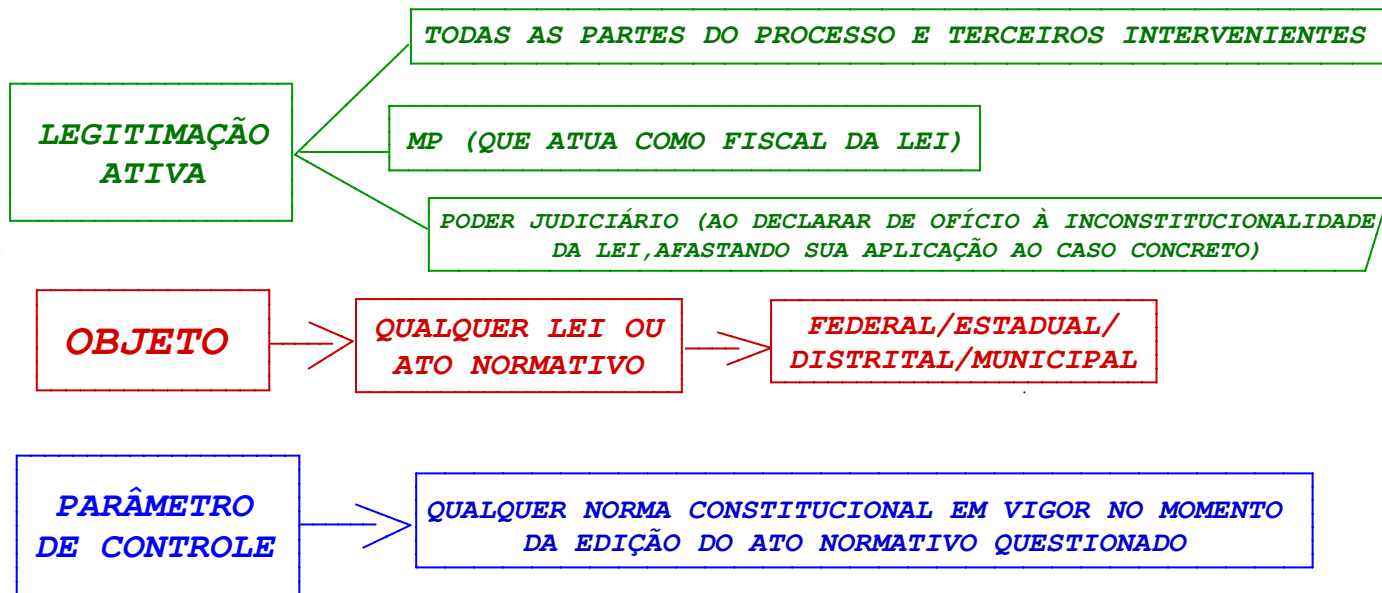 TODAS AS PARTES DO PROCESSO E TERCEIROS INTERVENIENTES
LEGITIMAÇÃO
ATIVA
MP (QUE ATUA COMO FISCAL DA LEI)
PODER JUDICIÁRIO (AO DECLARAR DE OFÍCIO À INCONSTITUCIONALIDADE
DA LEI,AFASTANDO SUA APLICAÇÃO AO CASO CONCRETO)
OBJETO
QUALQUER LEI OU
ATO NORMATIVO
FEDERAL/ESTADUAL/
DISTRITAL/MUNICIPAL
PARÂMETRO
DE CONTROLE
QUALQUER NORMA CONSTITUCIONAL EM VIGOR NO MOMENTO
DA EDIÇÃO DO ATO NORMATIVO QUESTIONADO